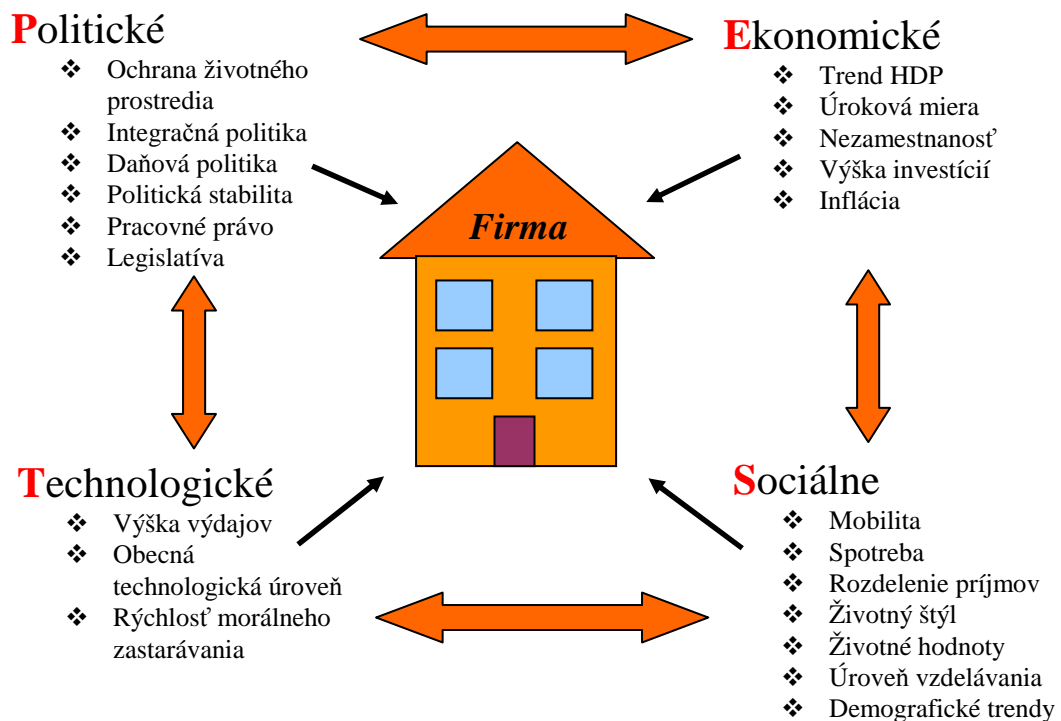 Politické
❖ Ochrana životného
prostredia
❖ Integračná politika
❖ Daňová politika
❖ Politická stabilita
❖ Pracovné právo
❖ Legislatíva
Ekonomické
❖ Trend HDP
❖ Úroková miera
❖ Nezamestnanosť
❖ Výška investícií
❖ Inflácia
Firma
Technologické
❖ Výška výdajov
❖ Obecná
technologická úroveň
❖ Rýchlosť morálneho
zastarávania
Sociálne
❖ Mobilita
❖ Spotreba
❖ Rozdelenie príjmov
❖ Životný štýl
❖ Životné hodnoty
❖ Úroveň vzdelávania
❖ Demografické trendy